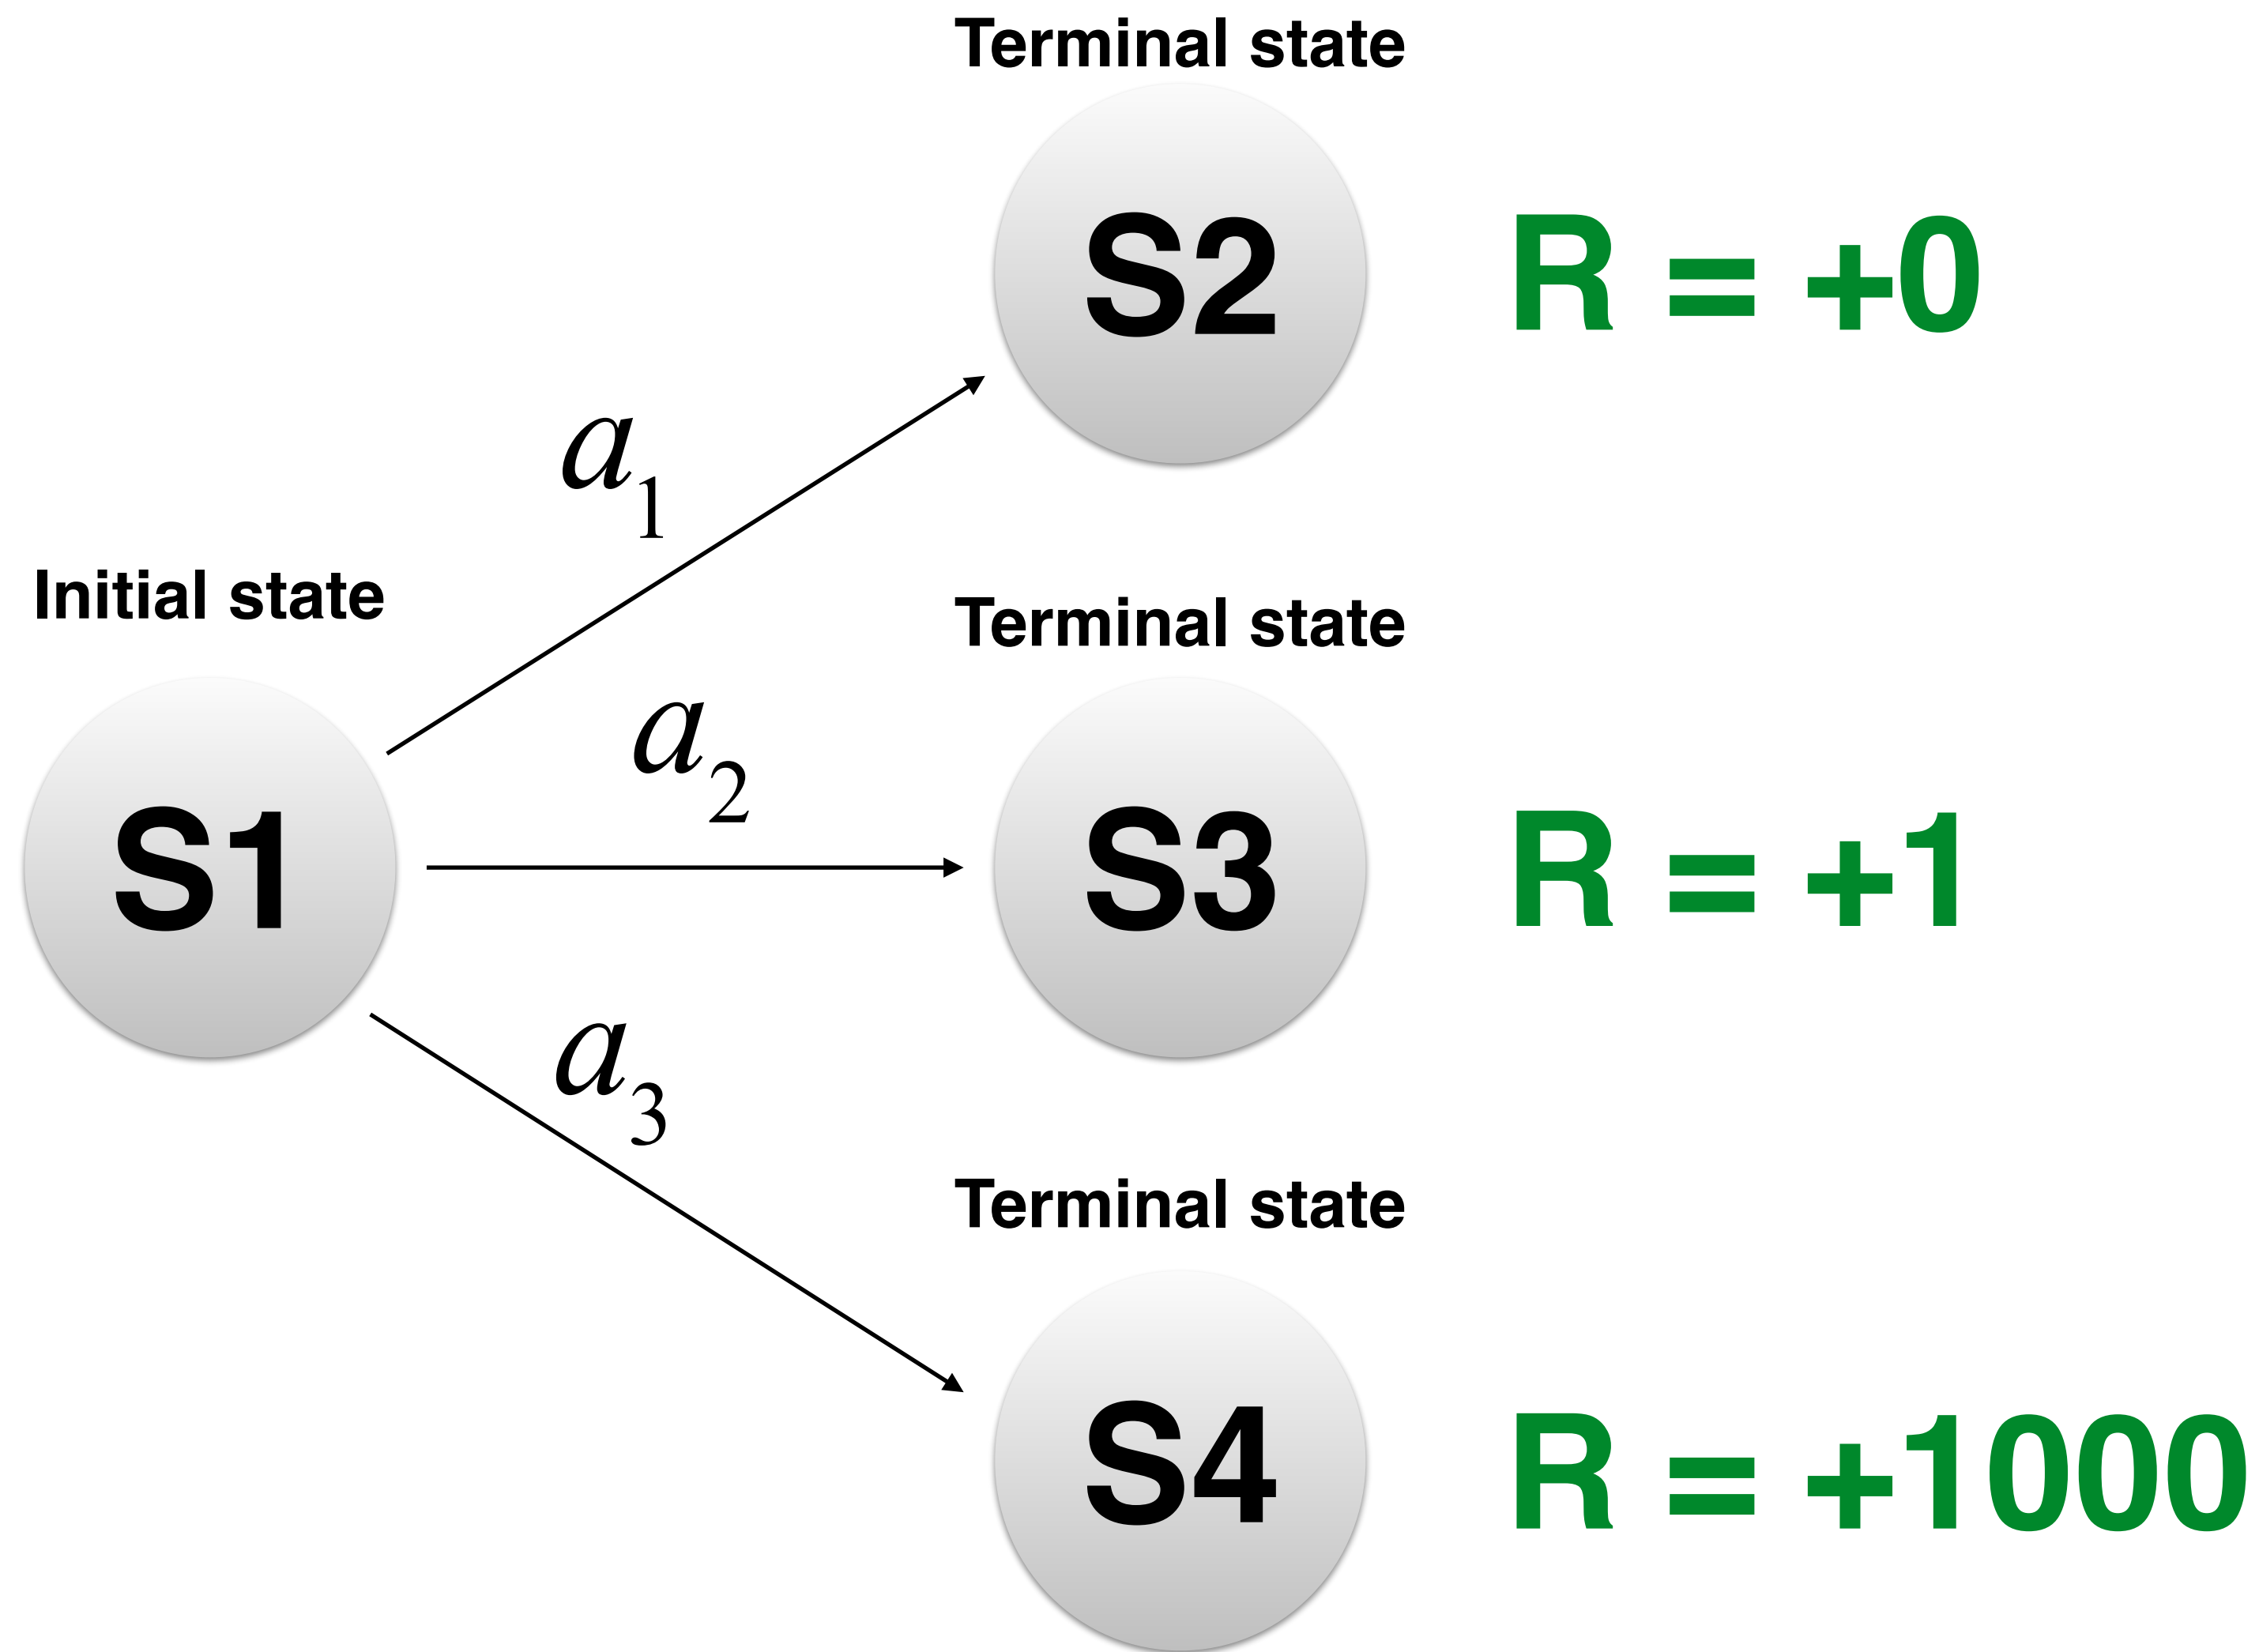 Terminal state
S2
R = +0
a1
Initial state
Terminal state
a2
S1
S3
R = +1
a3
Terminal state
S4
R = +1000